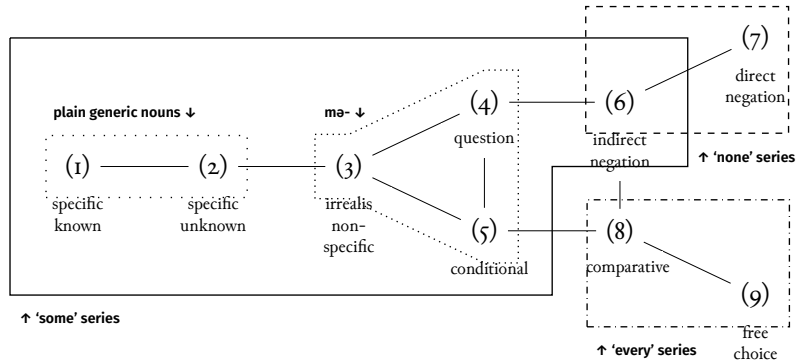 (7)
direct
negation
plain generic nouns ↓
mə- ↓
(4)
question
(6)
indirect
negation
↑ ‘none’ series
(1)
specific
known
(2)
specific
unknown
(3)
irrealis
non-
specific
(5)
conditional
(8)
comparative
(9)
free
choice
↑ ‘some’ series
↑ ‘every’ series